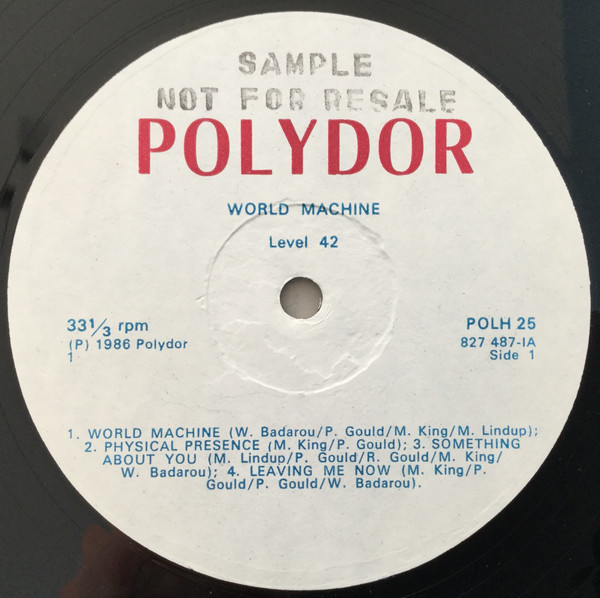 SAMPLE
NOT FOR RESALE
POLYDOR
WORLD MACHINE
Level 42
33⅓ rpm
(P) 1986 Polydor
1
POLH 25
827 487-IA
Side 1
1. WORLD MACHINE (W. Badarou/P. Gould/M. King/M. Lindup);
2. PHYSICAL PRESENCE (M. King/P. Gould); 3. SOMETHING
ABOUT YOU (M. Lindup/P. Gould/R. Gould/M. King/
W. Badarou); 4. LEAVING ME NOW (M. King/P.
Gould/P. Gould/W. Badarou).